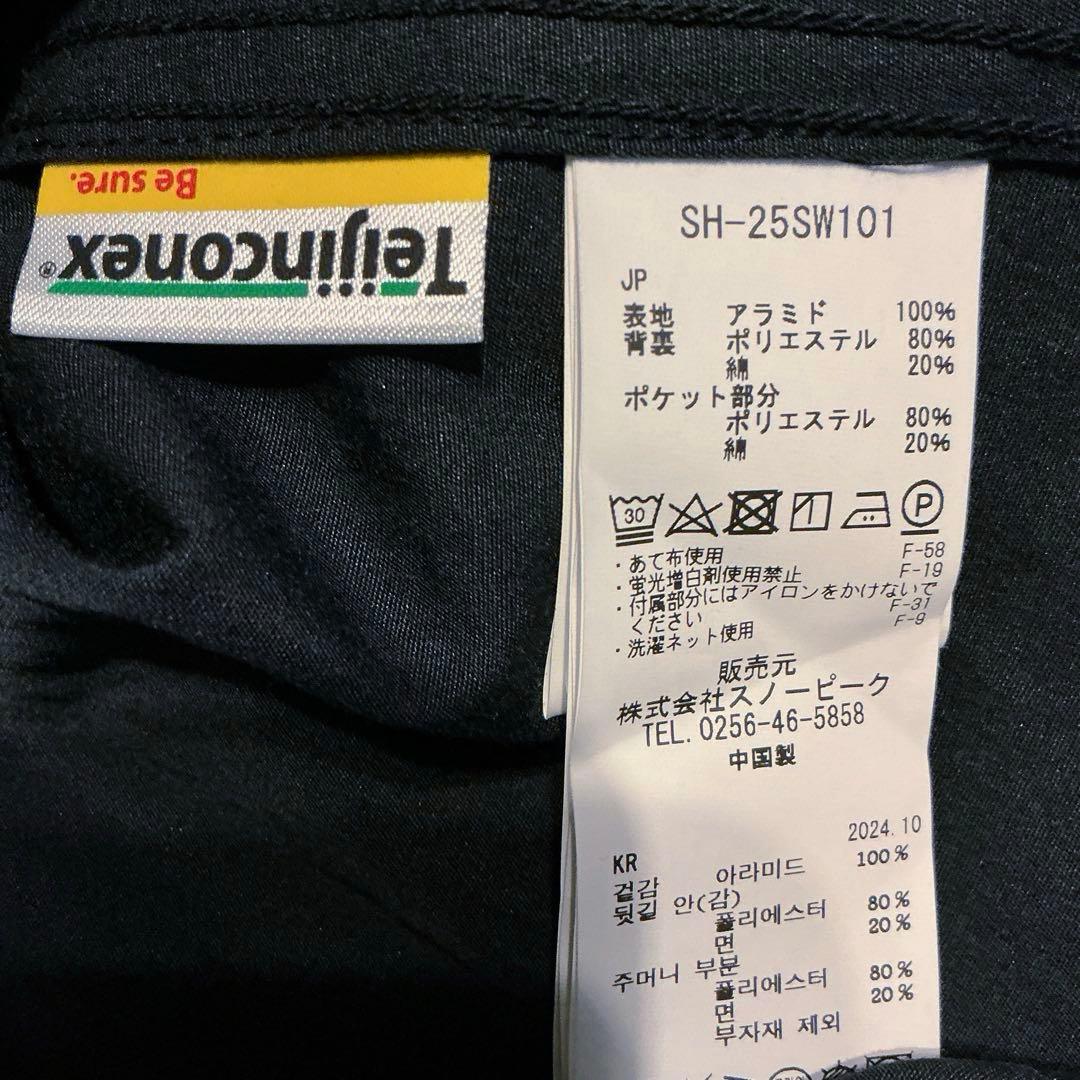 Be sure.
Teijinconex®
SH-25SW101
JP
表地 アラミド 100%
背裏 ポリエステル 80%
綿 20%
ポケット部分
ポリエステル 80%
綿 20%
30
P
・あて布使用 F-58
・蛍光増白剤使用禁止 F-19
・付属部分にはアイロンをかけないで
ください F-31
・洗濯ネット使用 F-9
販売元
株式会社スノーピーク
TEL.0256-46-5858
中国製
2024.10
KR
겉감 아라미드 100%
뒷길 안(감)
폴리에스터 80%
면 20%
주머니 부분
폴리에스터 80%
면 20%
부자재 제외